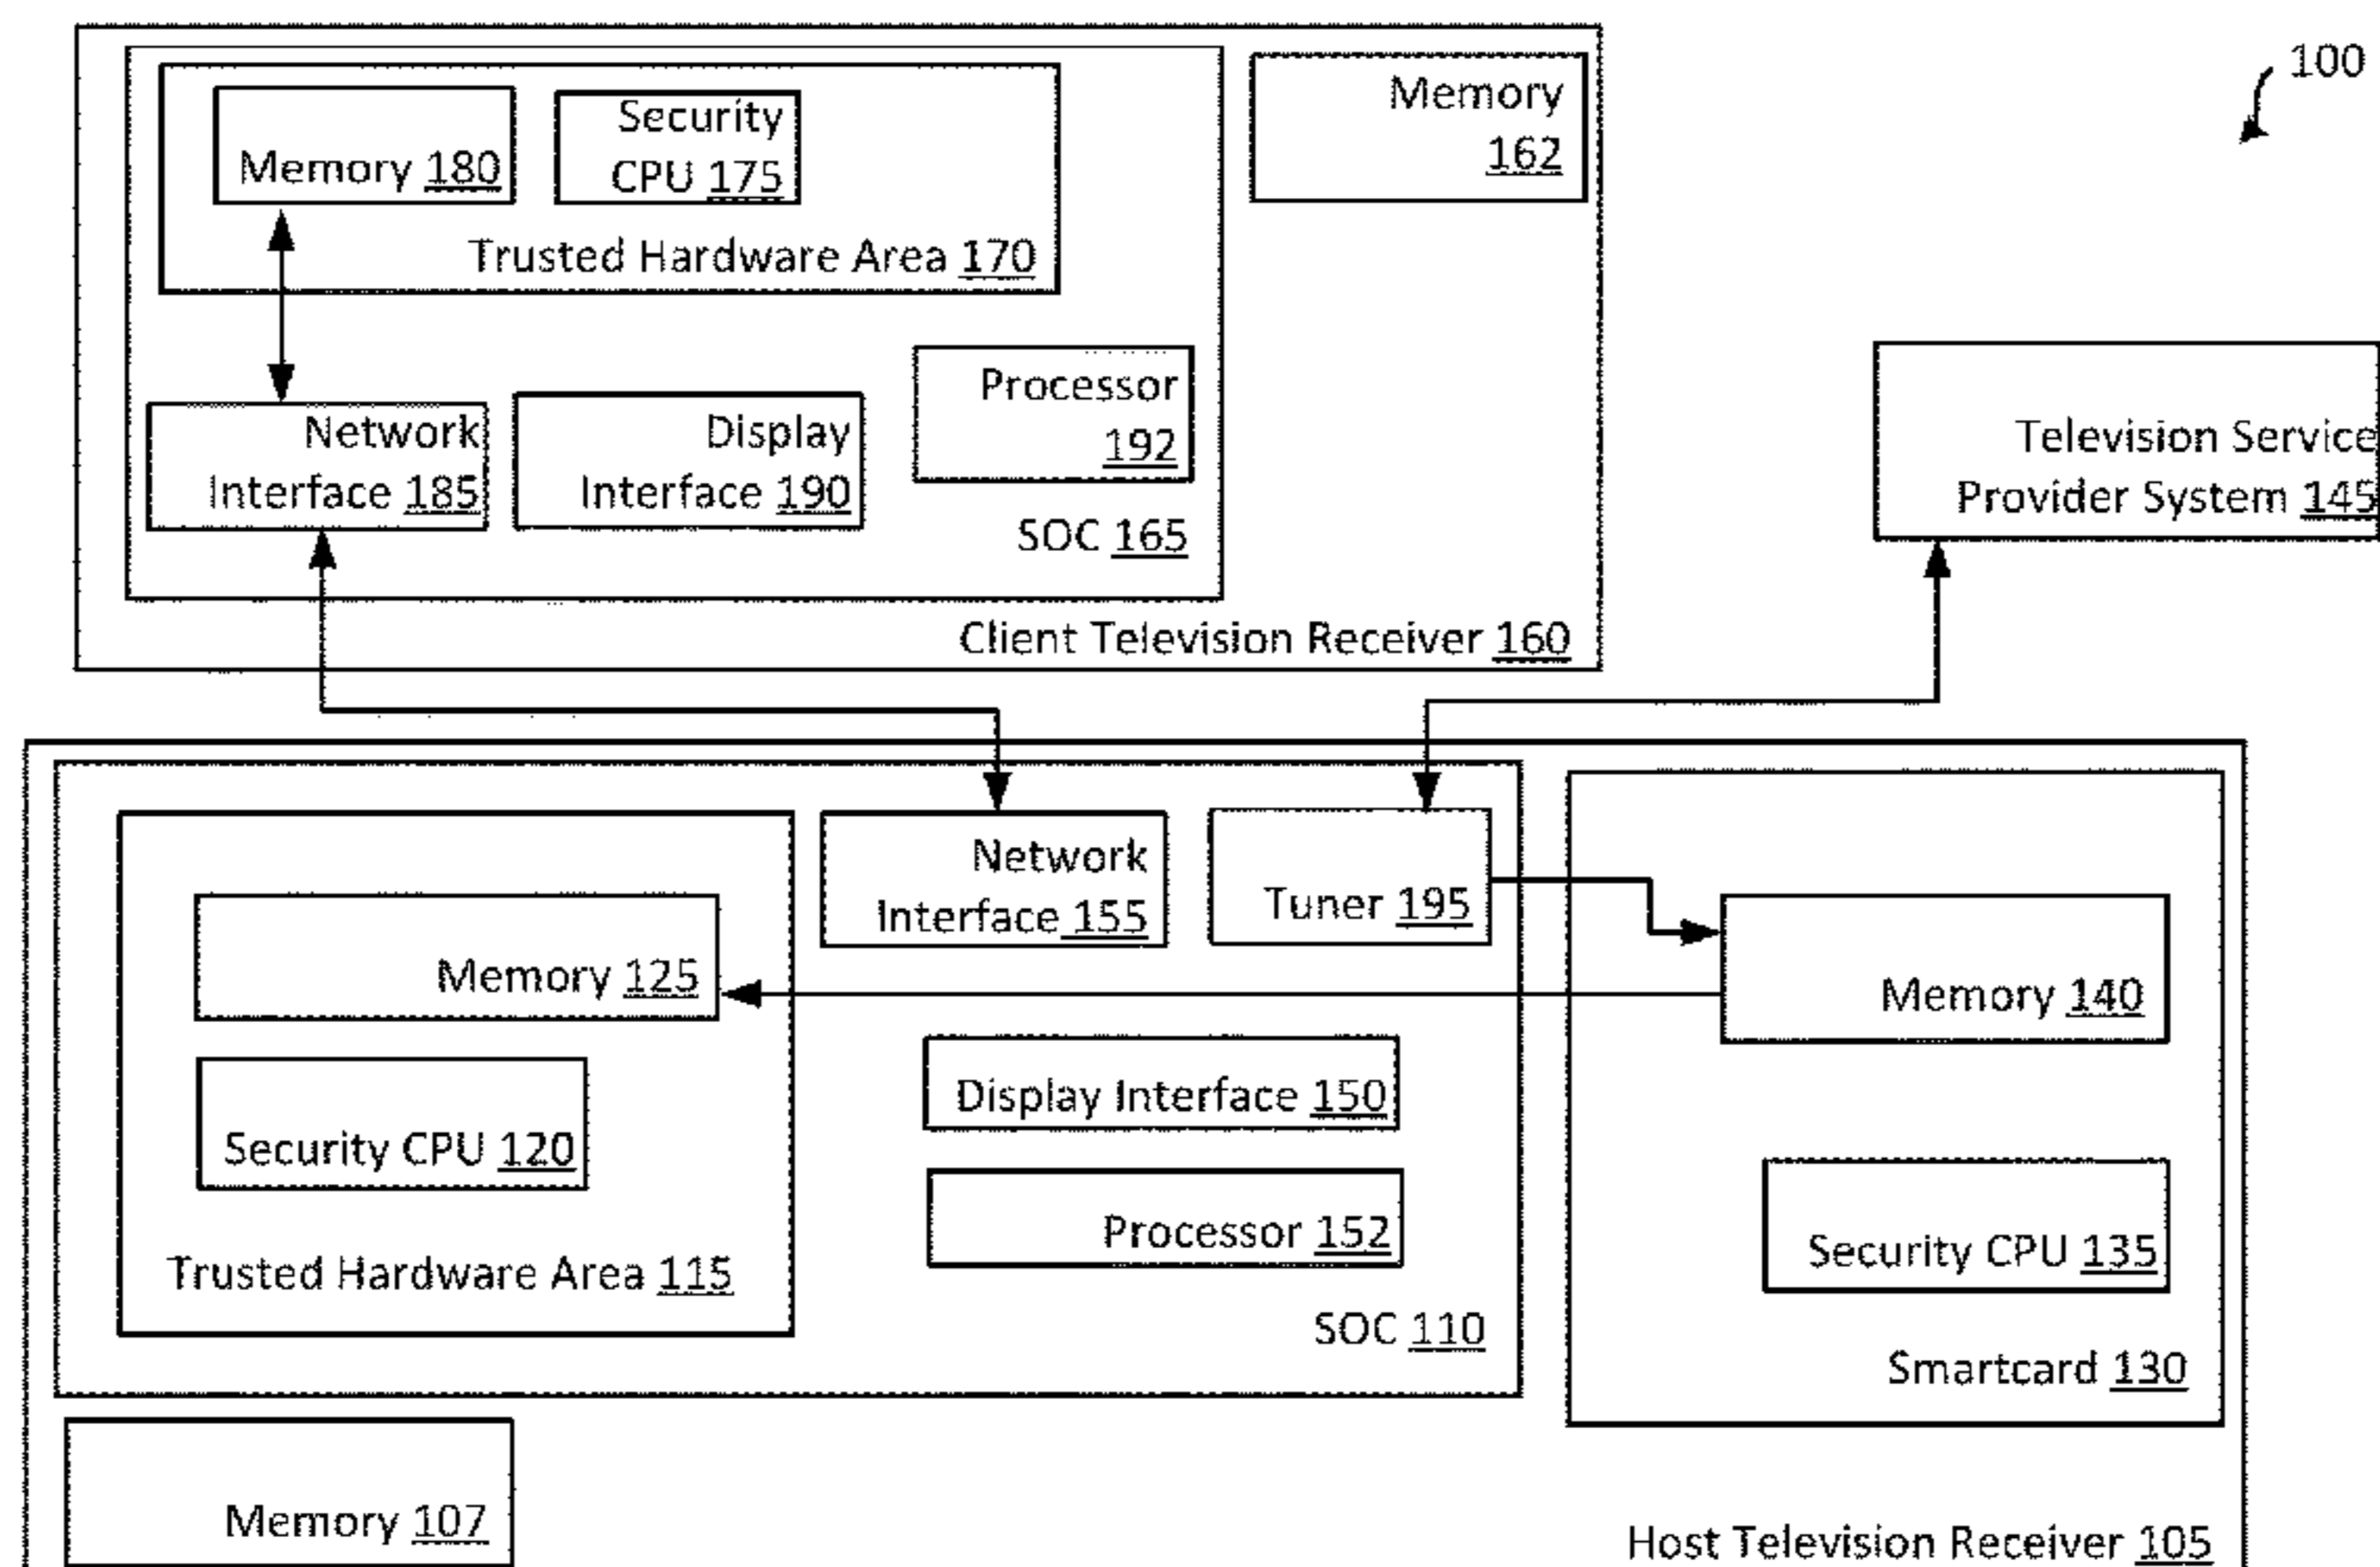 100
Memory
162
Security
Memory 180
CPU 175
Trusted Hardware Area 170
Processor
192
Network
Interface 185
Display
Interface 190
SOC 165
Client Television Receiver 160
Television Service
Provider System 145
Network
Interface 155
Tuner 195
Memory 125
Memory 140
Display Interface 150
Security CPU 120
Processor 152
Security CPU 135
Trusted Hardware Area 115
SOC 110
Smartcard 130
Memory 107
Host Television Receiver 105